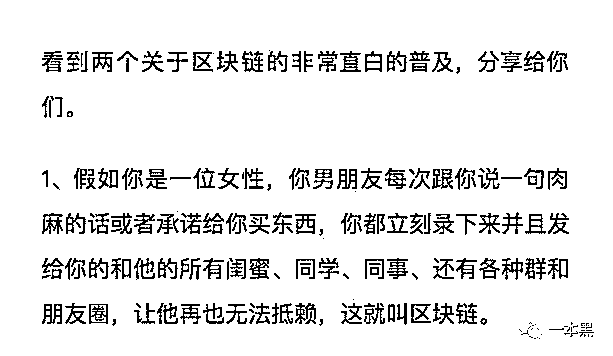 看到两个关于区块链的非常直白的普及，分享给你
们。
1、假如你是一位女性，你男朋友每次跟你说一句肉
麻的话或者承诺给你买东西，你都立刻录下来并且发
给你的和他的所有闺蜜、同学、同事、还有各种群和
朋友圈，让他再也无法抵赖，这就叫区块链。
一本黑